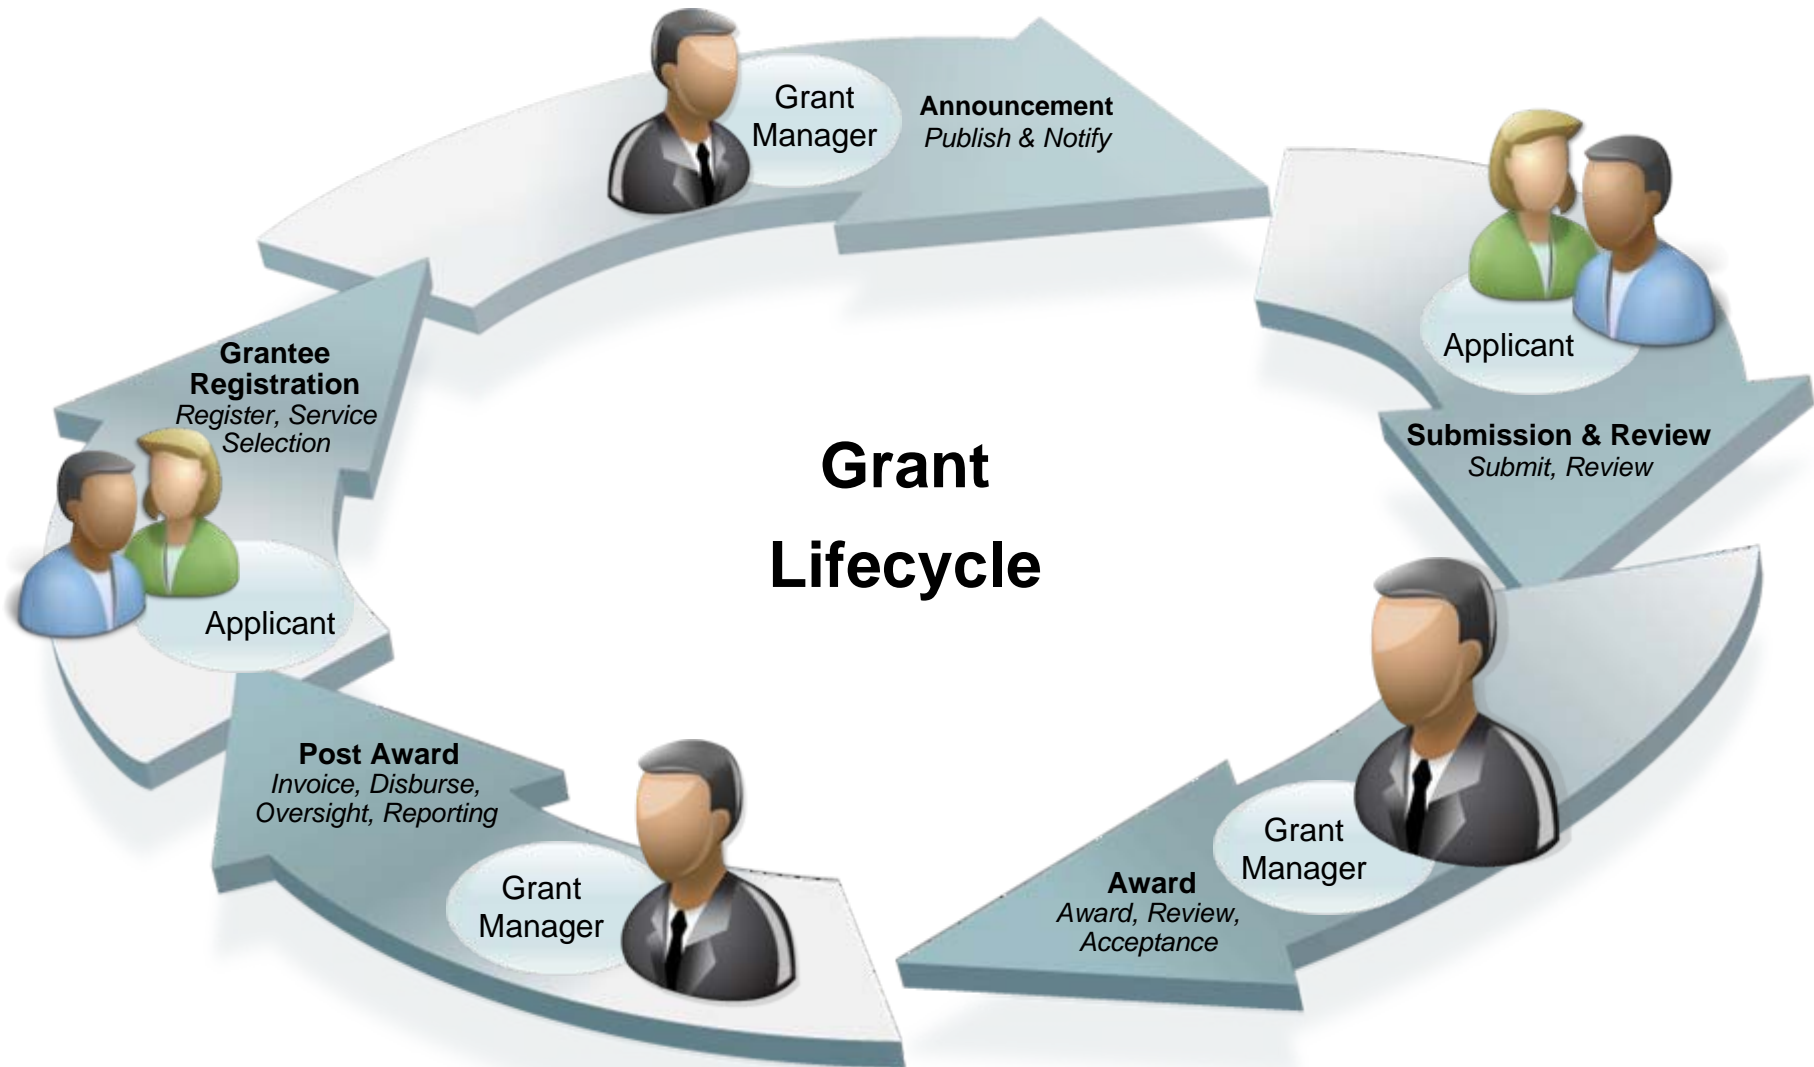 Grant
Manager
Announcement
Publish & Notify
Applicant
Submission & Review
Submit, Review
Grant
Manager
Award
Award, Review,
Acceptance
Grant
Manager
Post Award
Invoice, Disburse,
Oversight, Reporting
Applicant
Grantee
Registration
Register, Service
Selection
Grant
Lifecycle